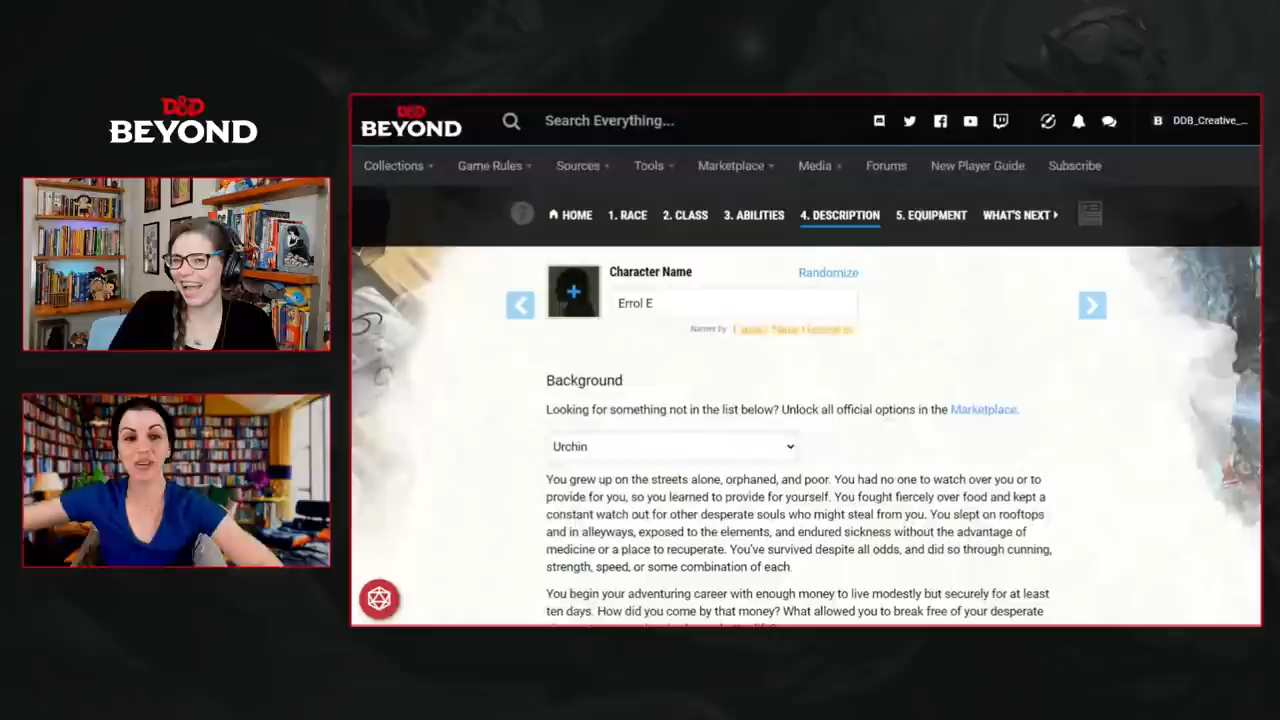 D&D
BEYOND
D&D
BEYOND
Search Everything...
B DDB_Creative_...
Collections
Game Rules
Sources
Tools
Marketplace
Media
Forums
New Player Guide
Subscribe
?
HOME
1. RACE
2. CLASS
3. ABILITIES
4. DESCRIPTION
5. EQUIPMENT
WHAT'S NEXT
Character Name
Randomize
Errol E
Names by Fantasy Name Generators
Background
Looking for something not in the list below? Unlock all official options in the Marketplace.
Urchin
You grew up on the streets alone, orphaned, and poor. You had no one to watch over you or to
provide for you, so you learned to provide for yourself. You fought fiercely over food and kept a
constant watch out for other desperate souls who might steal from you. You slept on rooftops
and in alleyways, exposed to the elements, and endured sickness without the advantage of
medicine or a place to recuperate. You've survived despite all odds, and did so through cunning,
strength, speed, or some combination of each.
You begin your adventuring career with enough money to live modestly but securely for at least
ten days. How did you come by that money? What allowed you to break free of your desperate